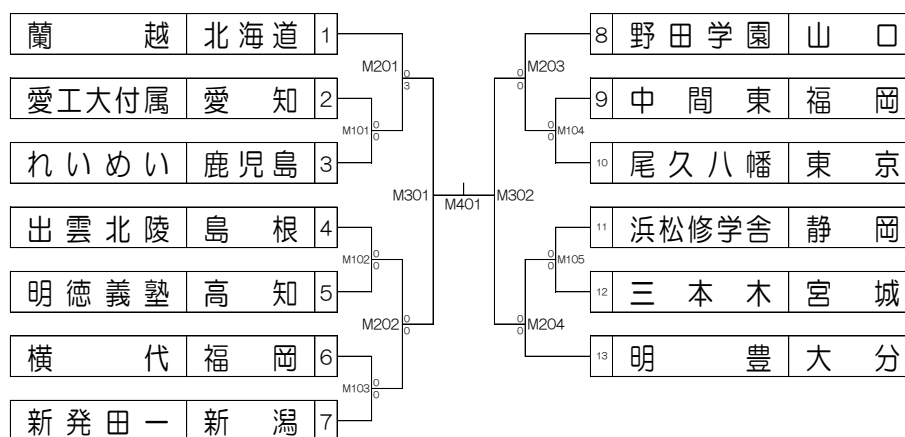 蘭越 北海道 1
愛工大付属 愛知 2
れいめい 鹿児島 3
出雲北陵 島根 4
明徳義塾 高知 5
横代 福岡 6
新発田一 新潟 7
M201
0
3
M101
0
0
M301
M102
0
0
M202
0
0
M103
0
0
M401
8 野田学園 山口
9 中間東 福岡
10 尾久八幡 東京
11 浜松修学舎 静岡
12 三本木 宮城
13 明豊 大分
0
0
M203
0
0
M104
M302
0
0
M105
0
0
M204